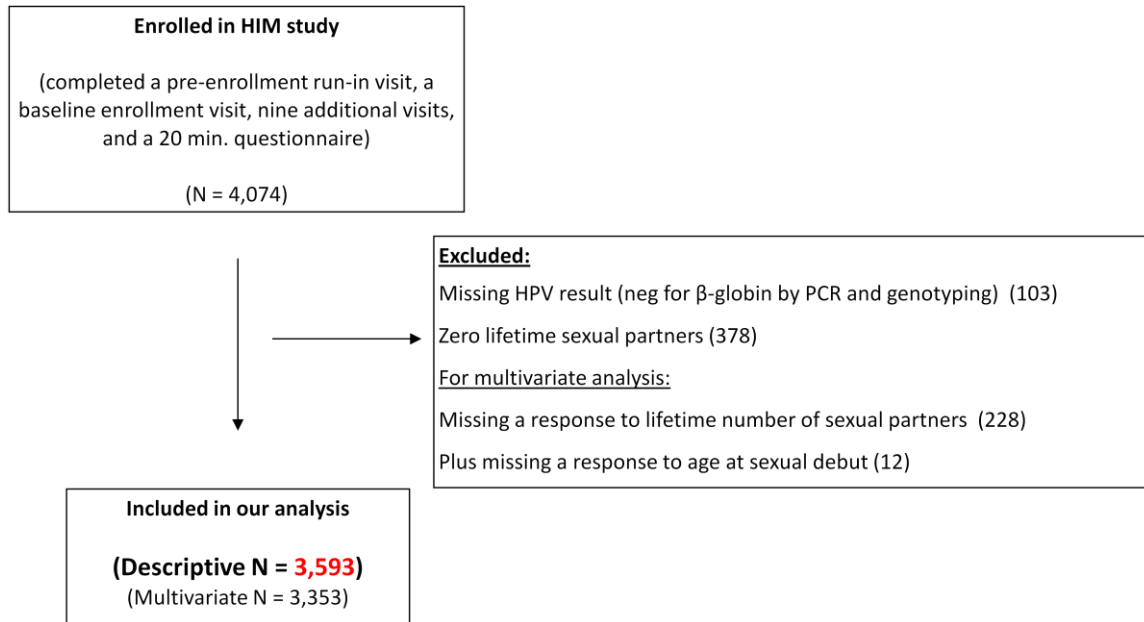 Enrolled in HIM study
(completed a pre-enrollment run-in visit, a
baseline enrollment visit, nine additional visits,
and a 20 min. questionnaire)
(N = 4,074)
Excluded:
Missing HPV result (neg for β-globin by PCR and genotyping)  (103)
Zero lifetime sexual partners (378)
For multivariate analysis:
Missing a response to lifetime number of sexual partners  (228)
Plus missing a response to age at sexual debut (12)
Included in our analysis
(Descriptive N = 3,593)
(Multivariate N = 3,353)